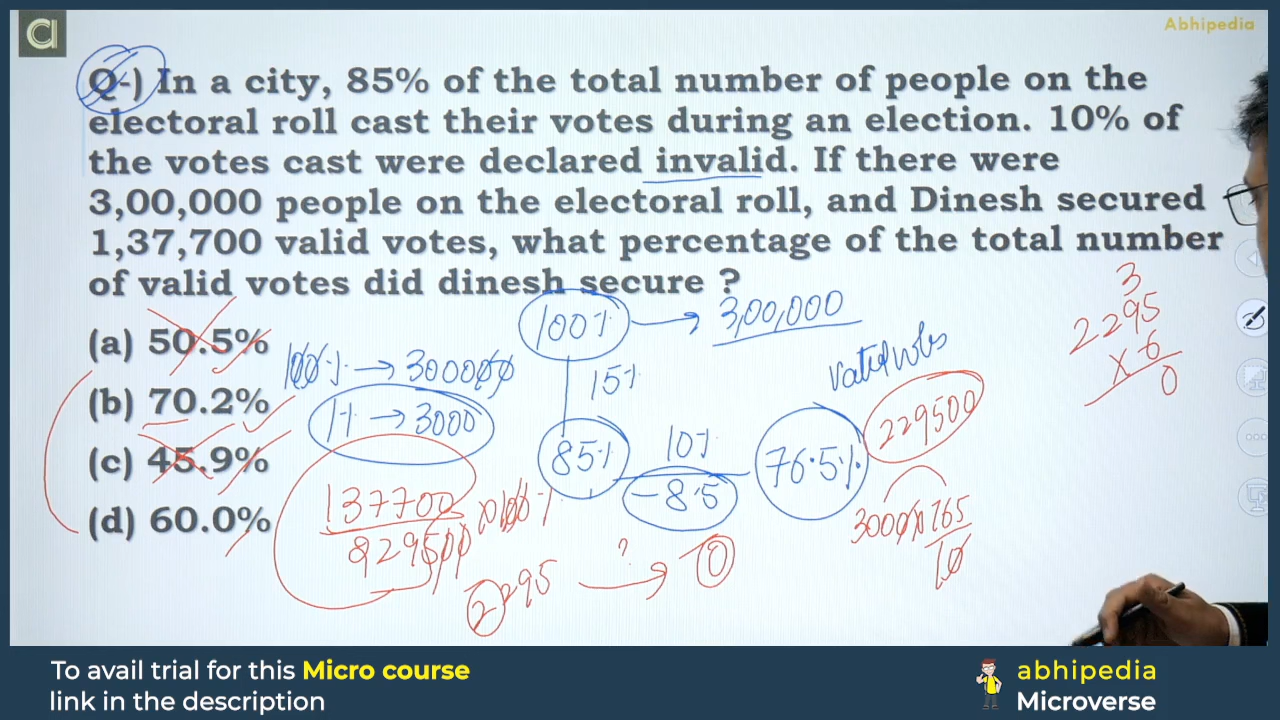 Abhipedia
Q-) In a city, 85% of the total number of people on the
electoral roll cast their votes during an election. 10% of
the votes cast were declared invalid. If there were
3,00,000 people on the electoral roll, and Dinesh secured
1,37,700 valid votes, what percentage of the total number
of valid votes did dinesh secure ?
(a) 50.5%
(b) 70.2%
(c) 45.9%
(d) 60.0%
100% → 3,00,000
100% → 300000
1% → 3000
15%
85%
10%
-8.5
76.5%
229500
137700
229500
x100%
2295 → 0
?
3000 x 765
10
3
2295
x 6
0
To avail trial for this Micro course
link in the description
abhipedia
Microverse